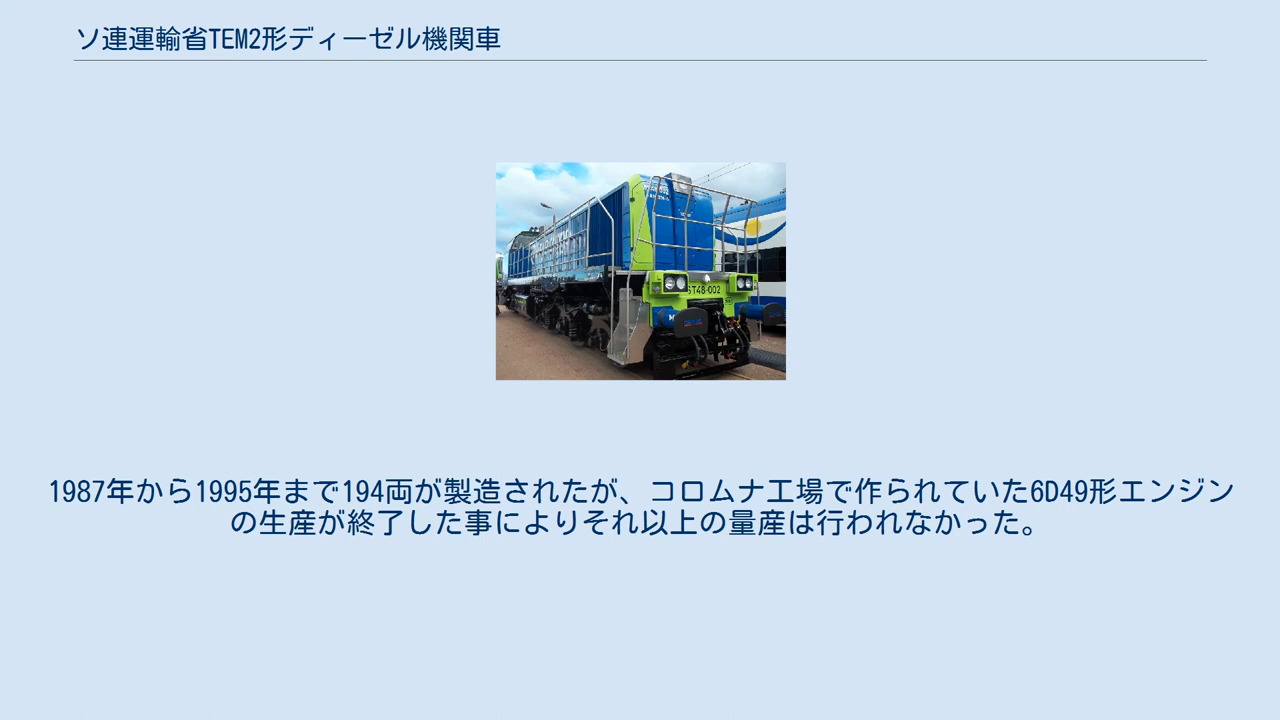 ソ連運輸省TEM2形ディーゼル機関車
ST48-002
1987年から1995年まで194両が製造されたが、コロムナ工場で作られていた6D49形エンジン
の生産が終了した事によりそれ以上の量産は行われなかった。